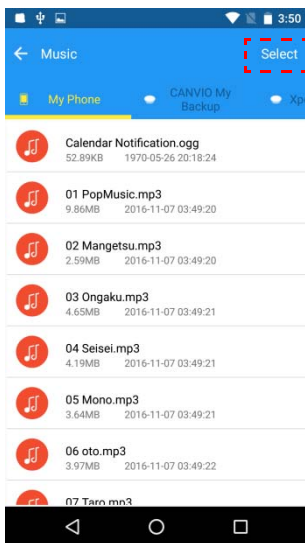 3:50
Music
Select
My Phone
CANVIO My
Backup
Calendar Notification.ogg
52.89KB 1970-05-26 20:18:24
01 PopMusic.mp3
9.86MB 2016-11-07 03:49:20
02 Mangetsu.mp3
2.59MB 2016-11-07 03:49:20
03 Ongaku.mp3
4.65MB 2016-11-07 03:49:21
04 Seisei.mp3
4.19MB 2016-11-07 03:49:21
05 Mono.mp3
3.64MB 2016-11-07 03:49:21
06 oto.mp3
3.97MB 2016-11-07 03:49:22
07 Taro.mp3